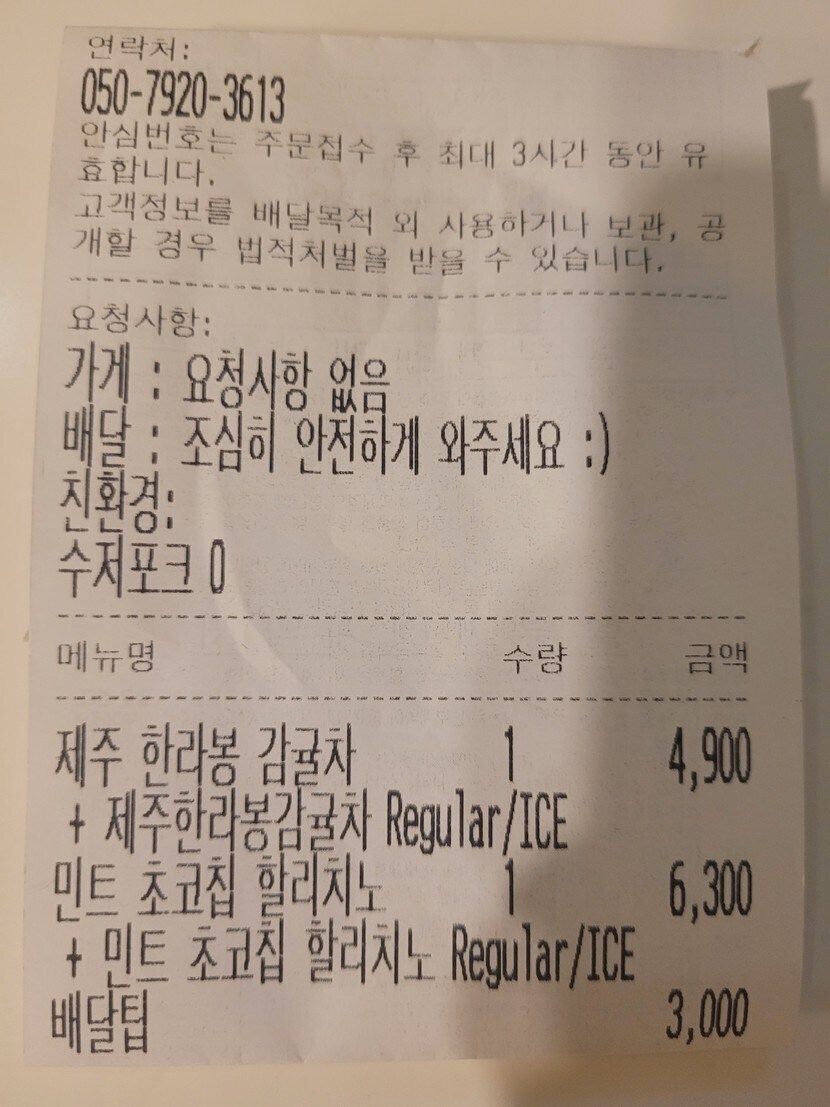 연락처:
050-7920-3613
안심번호는 주문접수 후 최대 3시간 동안 유
효합니다.
고객정보를 배달목적 외 사용하거나 보관, 공
개할 경우 법적처벌을 받을 수 있습니다.
요청사항:
가게 : 요청사항 없음
배달 : 조심히 안전하게 와주세요 :)
친환경:
수저포크 0
메뉴명 수량 금액
제주 한라봉 감귤차 1 4,900
+ 제주한라봉감귤차 Regular/ICE
민트 초코칩 할리치노 1 6,300
+ 민트 초코칩 할리치노 Regular/ICE
배달팁 3,000